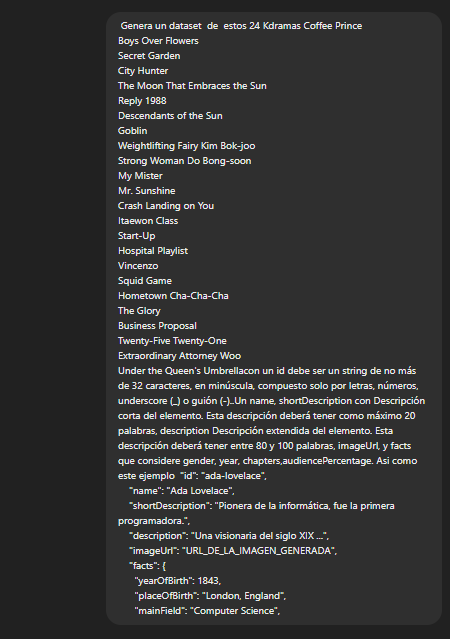 Genera un dataset  de  estos 24 Kdramas Coffee Prince
Boys Over Flowers
Secret Garden
City Hunter
The Moon That Embraces the Sun
Reply 1988
Descendants of the Sun
Goblin
Weightlifting Fairy Kim Bok-joo
Strong Woman Do Bong-soon
My Mister
Mr. Sunshine
Crash Landing on You
Itaewon Class
Start-Up
Hospital Playlist
Vincenzo
Squid Game
Hometown Cha-Cha-Cha
The Glory
Business Proposal
Twenty-Five Twenty-One
Extraordinary Attorney Woo
Under the Queen's Umbrellacon un id debe ser un string de no más
de 32 caracteres, en minúscula, compuesto solo por letras, números,
underscore (_) o guión (-)..Un name, shortDescription con Descripción
corta del elemento. Esta descripción deberá tener como máximo 20
palabras, description Descripción extendida del elemento. Esta
descripción deberá tener entre 80 y 100 palabras, imageUrl, y facts
que considere gender, year, chapters,audiencePercentage. Asi como
este ejemplo  "id": "ada-lovelace",
"name": "Ada Lovelace",
"shortDescription": "Pionera de la informática, fue la primera
programadora.",
"description": "Una visionaria del siglo XIX ...",
"imageUrl": "URL_DE_LA_IMAGEN_GENERADA",
"facts": {
"yearOfBirth": 1843,
"placeOfBirth": "London, England",
"mainField": "Computer Science",